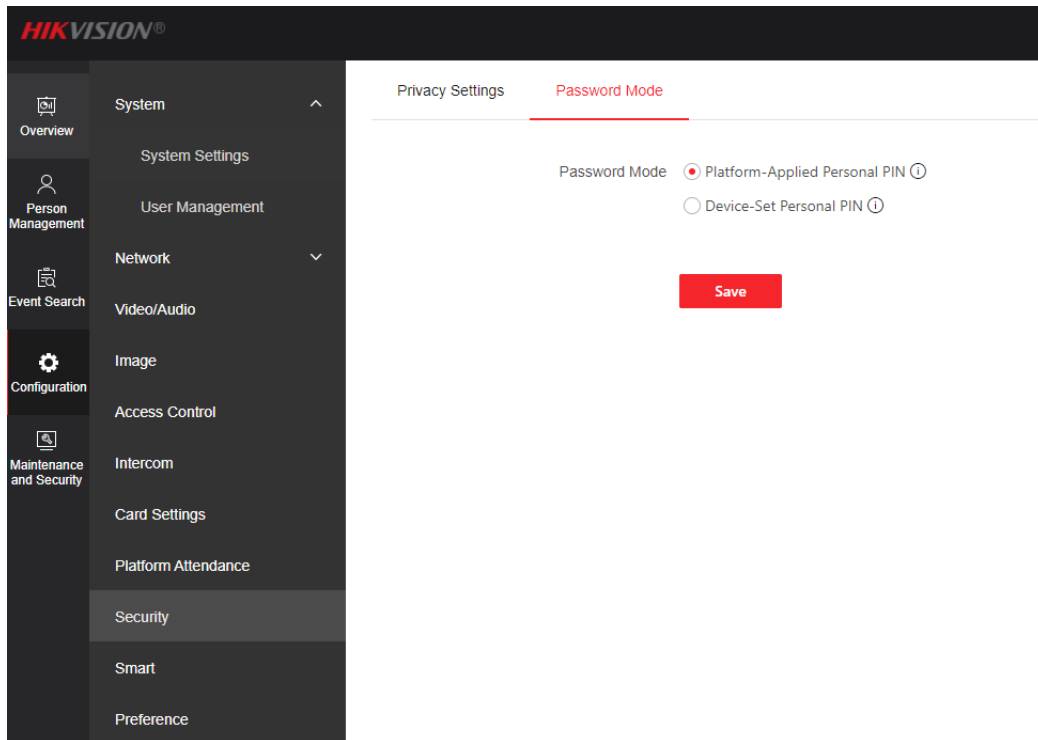 HIKVISION®
Overview
Person
Management
Event Search
Configuration
Maintenance
and Security
System
System Settings
User Management
Network
Video/Audio
Image
Access Control
Intercom
Card Settings
Platform Attendance
Security
Smart
Preference
Privacy Settings
Password Mode
Password Mode
Platform-Applied Personal PIN
Device-Set Personal PIN
Save